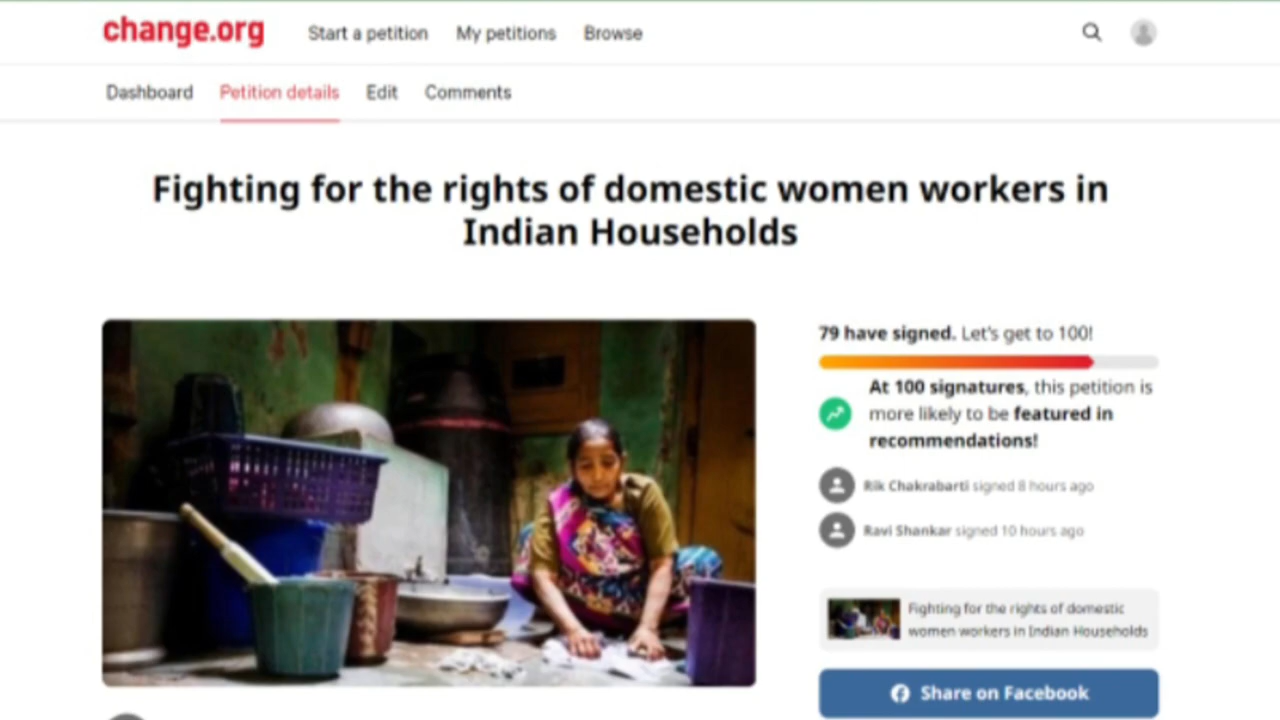 change.org
Start a petition
My petitions
Browse
Dashboard
Petition details
Edit
Comments
Fighting for the rights of domestic women workers in
Indian Households
79 have signed. Let's get to 100!
At 100 signatures, this petition is
more likely to be featured in
recommendations!
Rik Chakrabarti signed 8 hours ago
Ravi Shankar signed 10 hours ago
Fighting for the rights of domestic
women workers in Indian Households
Share on Facebook